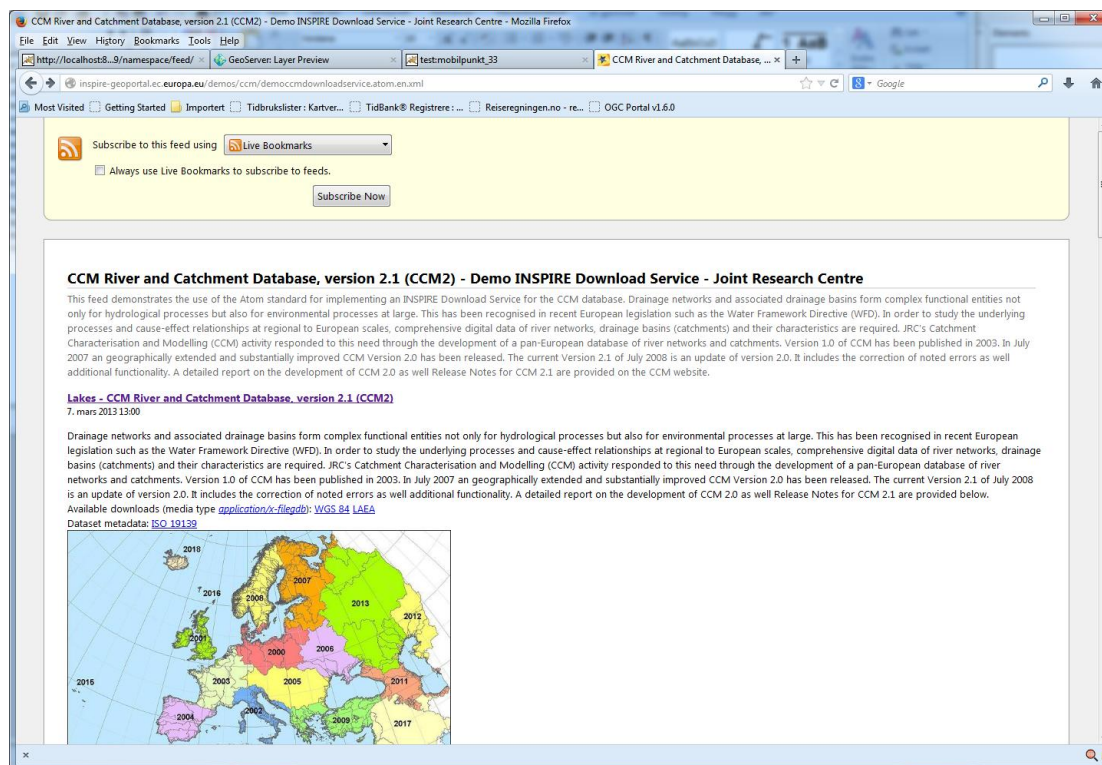 CCM River and Catchment Database, version 2.1 (CCM2) - Demo INSPIRE Download Service - Joint Research Centre - Mozilla Firefox
File Edit View History Bookmarks Tools Help
http://localhost:8...9/namespace/feed/ × GeoServer: Layer Preview × test:mobilpunkt_33 × CCM River and Catchment Database, ... × +
inspire-geoportal.ec.europa.eu/demos/ccm/democcmdownloadservice.atom.en.xml Google
Most Visited Getting Started Importert Tidbrukslister : Kartver... TidBank® Registrere : ... Reiseregningen.no - re... OGC Portal v1.6.0
Subscribe to this feed using Live Bookmarks
Always use Live Bookmarks to subscribe to feeds.
Subscribe Now
CCM River and Catchment Database, version 2.1 (CCM2) - Demo INSPIRE Download Service - Joint Research Centre
This feed demonstrates the use of the Atom standard for implementing an INSPIRE Download Service for the CCM database. Drainage networks and associated drainage basins form complex functional entities not
only for hydrological processes but also for environmental processes at large. This has been recognised in recent European legislation such as the Water Framework Directive (WFD). In order to study the underlying
processes and cause-effect relationships at regional to European scales, comprehensive digital data of river networks, drainage basins (catchments) and their characteristics are required. JRC's Catchment
Characterisation and Modelling (CCM) activity responded to this need through the development of a pan-European database of river networks and catchments. Version 1.0 of CCM has been published in 2003. In July
2007 an geographically extended and substantially improved CCM Version 2.0 has been released. The current Version 2.1 of July 2008 is an update of version 2.0. It includes the correction of noted errors as well
additional functionality. A detailed report on the development of CCM 2.0 as well Release Notes for CCM 2.1 are provided on the CCM website.
Lakes - CCM River and Catchment Database, version 2.1 (CCM2)
7. mars 2013 13:00
Drainage networks and associated drainage basins form complex functional entities not only for hydrological processes but also for environmental processes at large. This has been recognised in recent European
legislation such as the Water Framework Directive (WFD). In order to study the underlying processes and cause-effect relationships at regional to European scales, comprehensive digital data of river networks, drainage
basins (catchments) and their characteristics are required. JRC's Catchment Characterisation and Modelling (CCM) activity responded to this need through the development of a pan-European database of river
networks and catchments. Version 1.0 of CCM has been published in 2003. In July 2007 an geographically extended and substantially improved CCM Version 2.0 has been released. The current Version 2.1 of July 2008
is an update of version 2.0. It includes the correction of noted errors as well additional functionality. A detailed report on the development of CCM 2.0 as well Release Notes for CCM 2.1 are provided below.
Available downloads (media type application/x-filegdb): WGS 84 LAEA
Dataset metadata: ISO 19139
2018
2007
2016
2008
2013
2012
2001
2000
2006
2015
2003
2005
2011
2004
2002
2009
2017